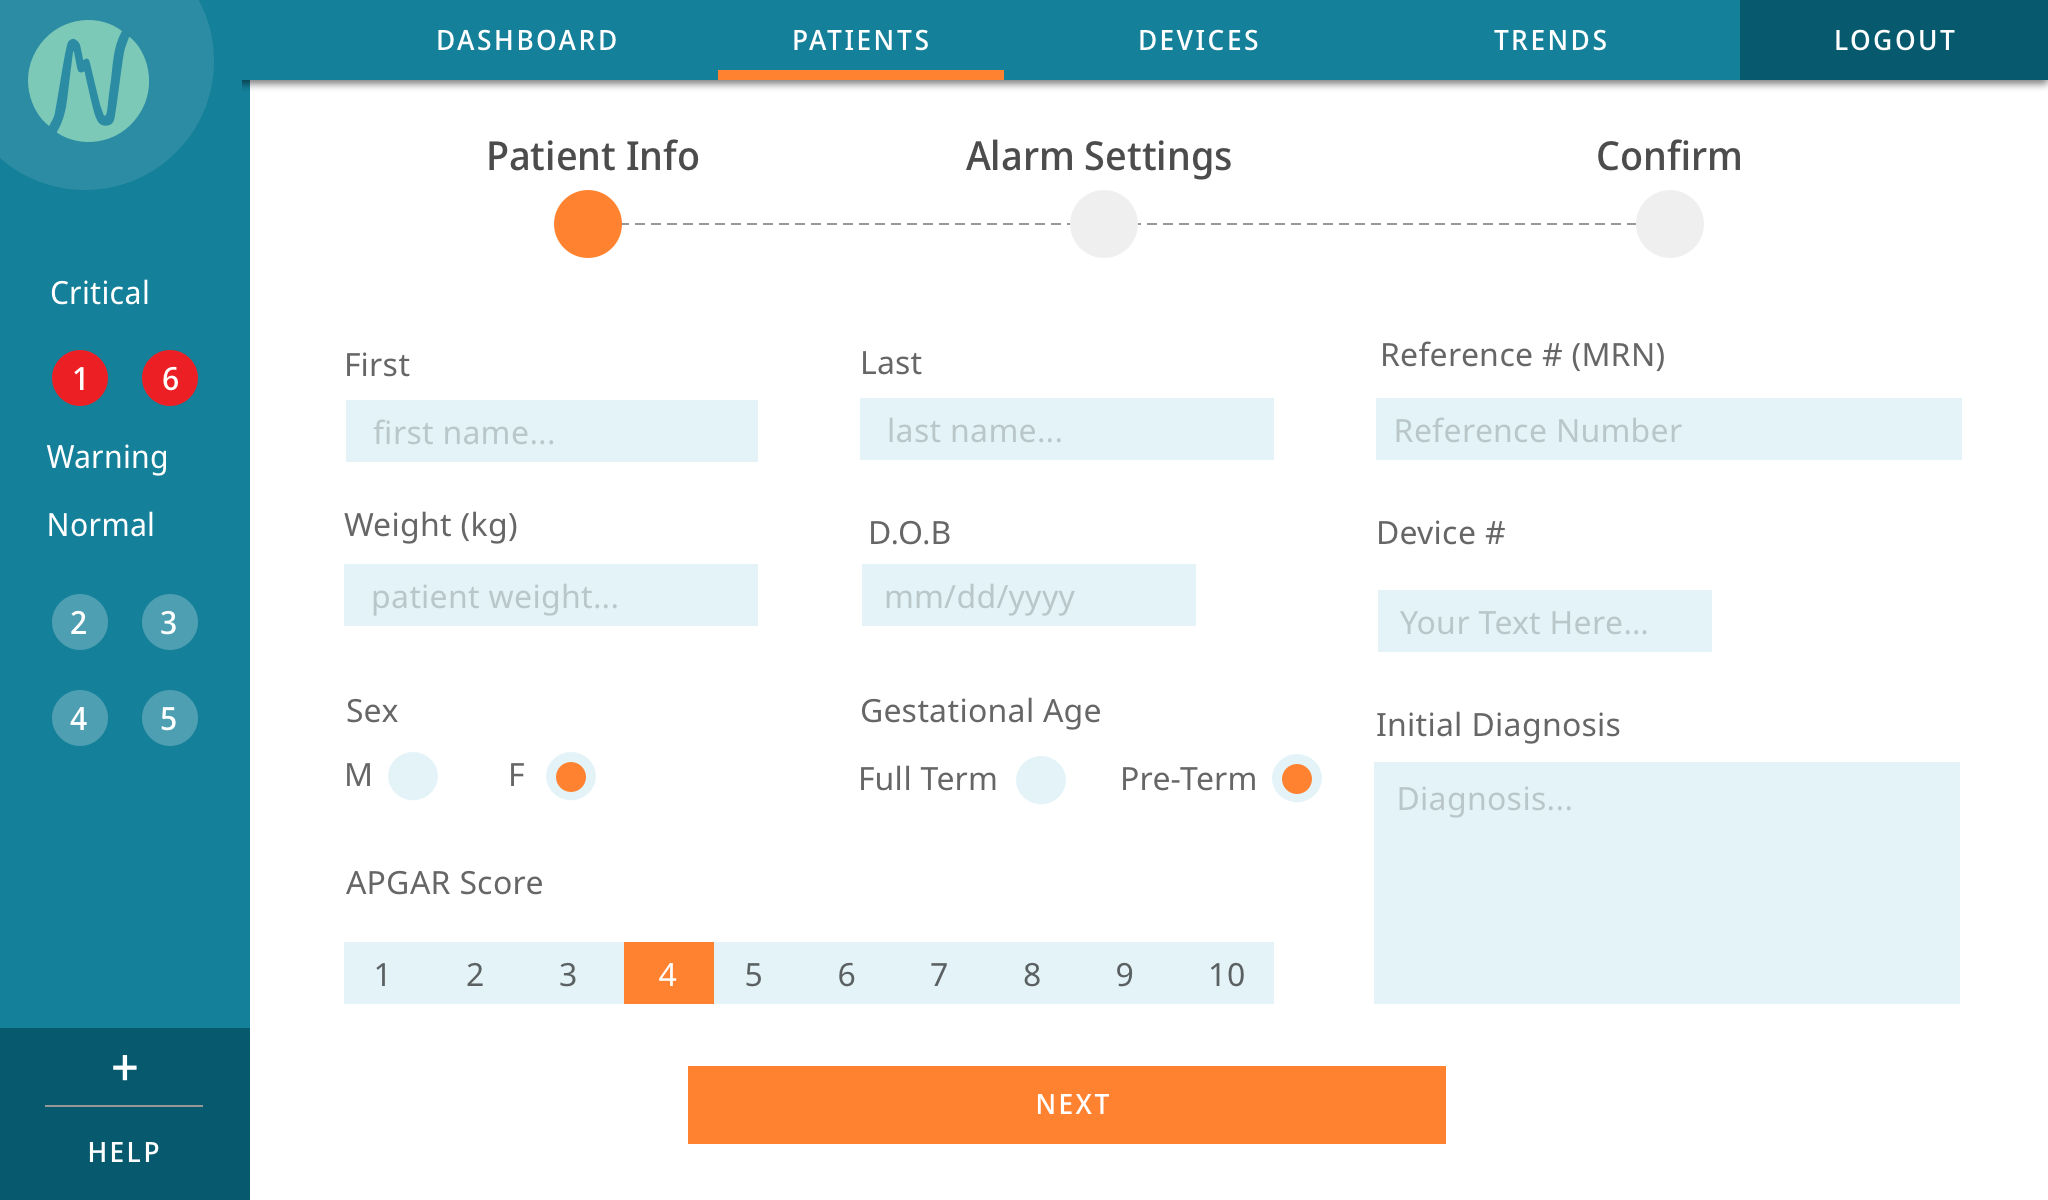 DASHBOARD PATIENTS DEVICES TRENDS LOGOUT
Patient Info Alarm Settings Confirm
Critical
1 6
Warning
Normal
2 3
4 5
+
HELP
First Last Reference # (MRN)
first name... last name... Reference Number
Weight (kg) D.O.B Device #
patient weight... mm/dd/yyyy Your Text Here...
Sex Gestational Age Initial Diagnosis
M F Full Term Pre-Term Diagnosis...
APGAR Score
1 2 3 4 5 6 7 8 9 10
NEXT